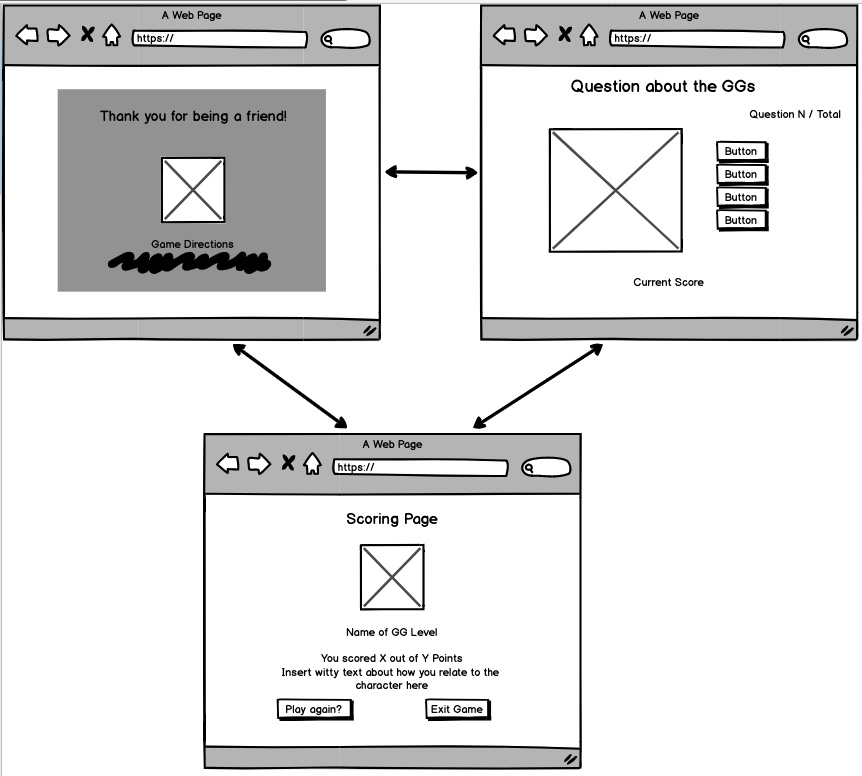 A Web Page
https://
Thank you for being a friend!
Game Directions
A Web Page
https://
Question about the GGs
Question N / Total
Button
Button
Button
Button
Current Score
A Web Page
https://
Scoring Page
Name of GG Level
You scored X out of Y Points
Insert witty text about how you relate to the
character here
Play again?
Exit Game